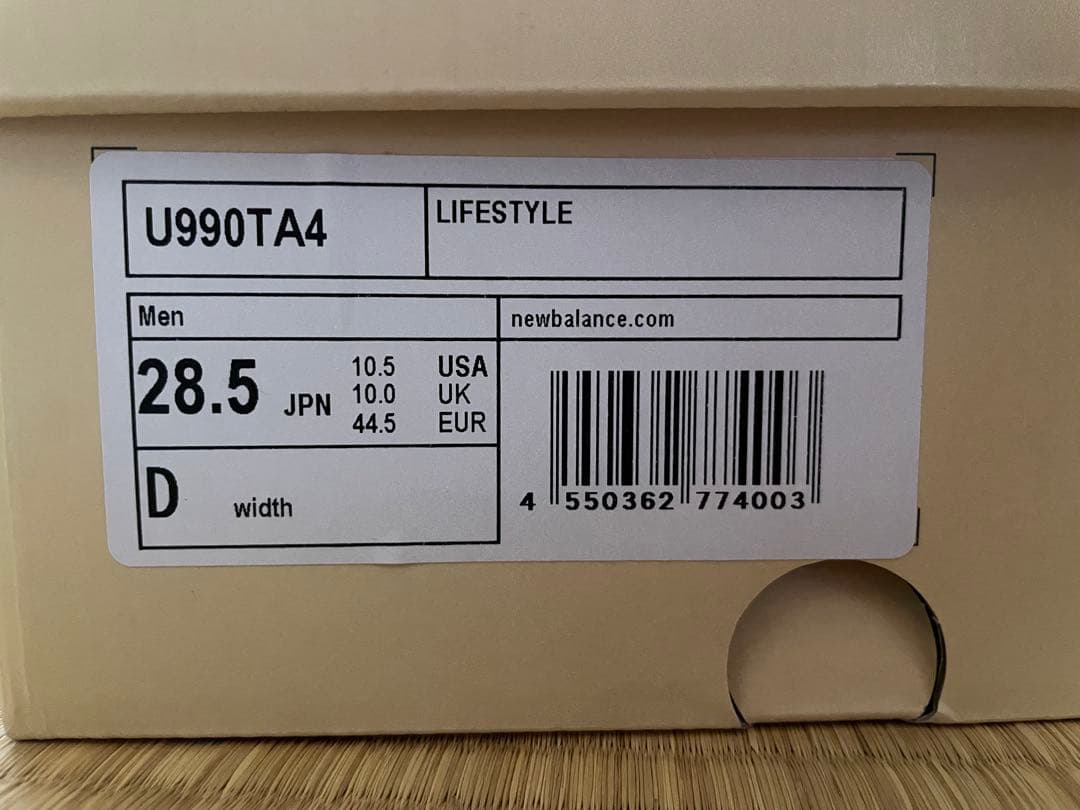 U990TA4
LIFESTYLE
Men
newbalance.com
28.5 JPN
10.5 USA
10.0 UK
44.5 EUR
D width
4 550362 774003